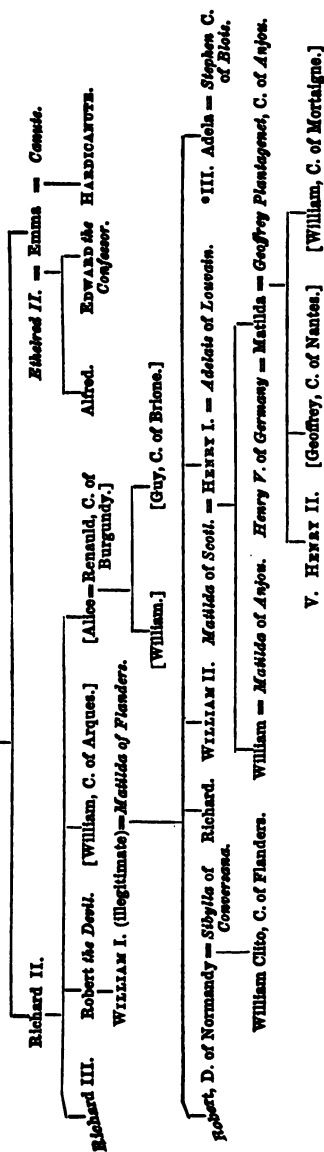 Richard II. Ethelred II. = Emma = Canute.
Richard III. Robert the Devil. [William, C. of Arques.] [Alice = Renauld, C. of Burgundy.] Alfred. EDWARD the Confessor. HARDICANUTE.
WILLIAM I. (illegitimate) = Matilda of Flanders. [William.] [Guy, C. of Brione.]
Robert, D. of Normandy = Sibylla of Conversana. Richard. WILLIAM II. Matilda of Scotl. = HENRY I. = Adelais of Louvain. *III. Adela = Stephen C. of Blois.
William Clito, C. of Flanders. William = Matilda of Anjou. Henry V. of Germany = Matilda = Geoffrey Plantagenet, C. of Anjou.
V. HENRY II. [Geoffrey, C. of Nantes.] [William, C. of Mortaigne.]